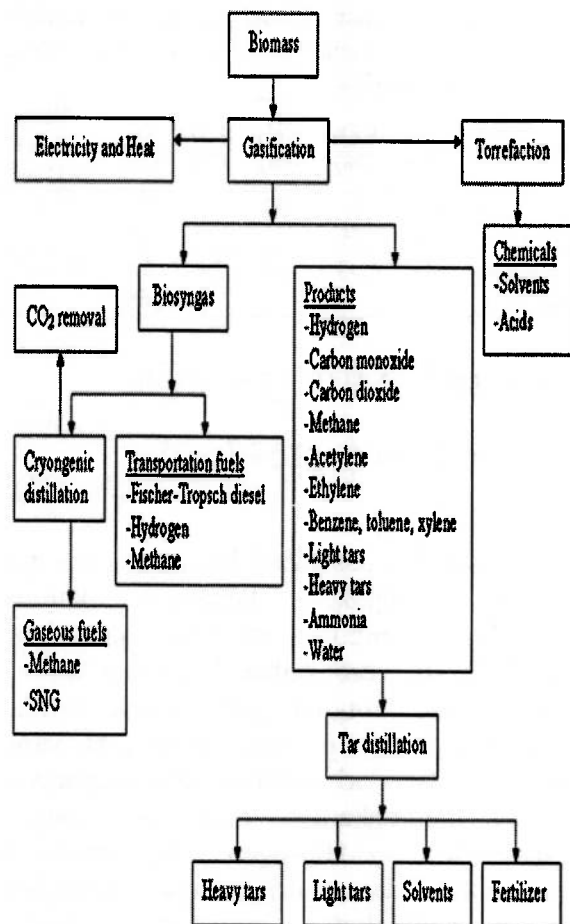 Biomass
Electricity and Heat
Gasification
Torrefaction
Chemicals
-Solvents
-Acids
Biosyngas
CO2 removal
Products
-Hydrogen
-Carbon monoxide
-Carbon dioxide
-Methane
-Acetylene
-Ethylene
-Benzene, toluene, xylene
-Light tars
-Heavy tars
-Ammonia
-Water
Cryongenic
distillation
Transportation fuels
-Fischer-Tropsch diesel
-Hydrogen
-Methane
Gaseous fuels
-Methane
-SNG
Tar distillation
Heavy tars
Light tars
Solvents
Fertilizer